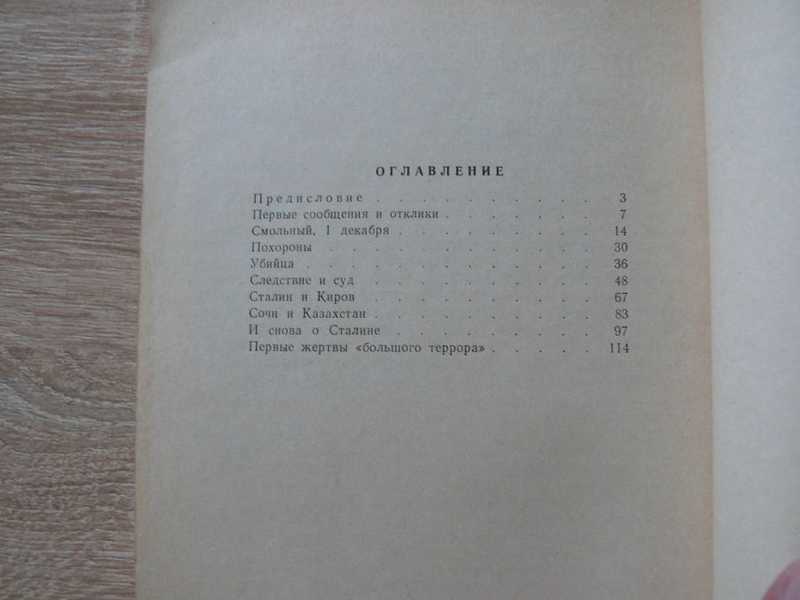 ОГЛАВЛЕНИЕ
Предисловие . . . . . . . . . . 3
Первые сообщения и отклики . . . . . . . 7
Смольный, 1 декабря . . . . . . . . . 14
Похороны . . . . . . . . . . . . 30
Убийца . . . . . . . . . . . . 36
Следствие и суд . . . . . . . . . . 48
Сталин и Киров . . . . . . . . . . 67
Сочи и Казахстан . . . . . . . . . . 83
И снова о Сталине . . . . . . . . . 97
Первые жертвы «большого террора» . . . . . 114